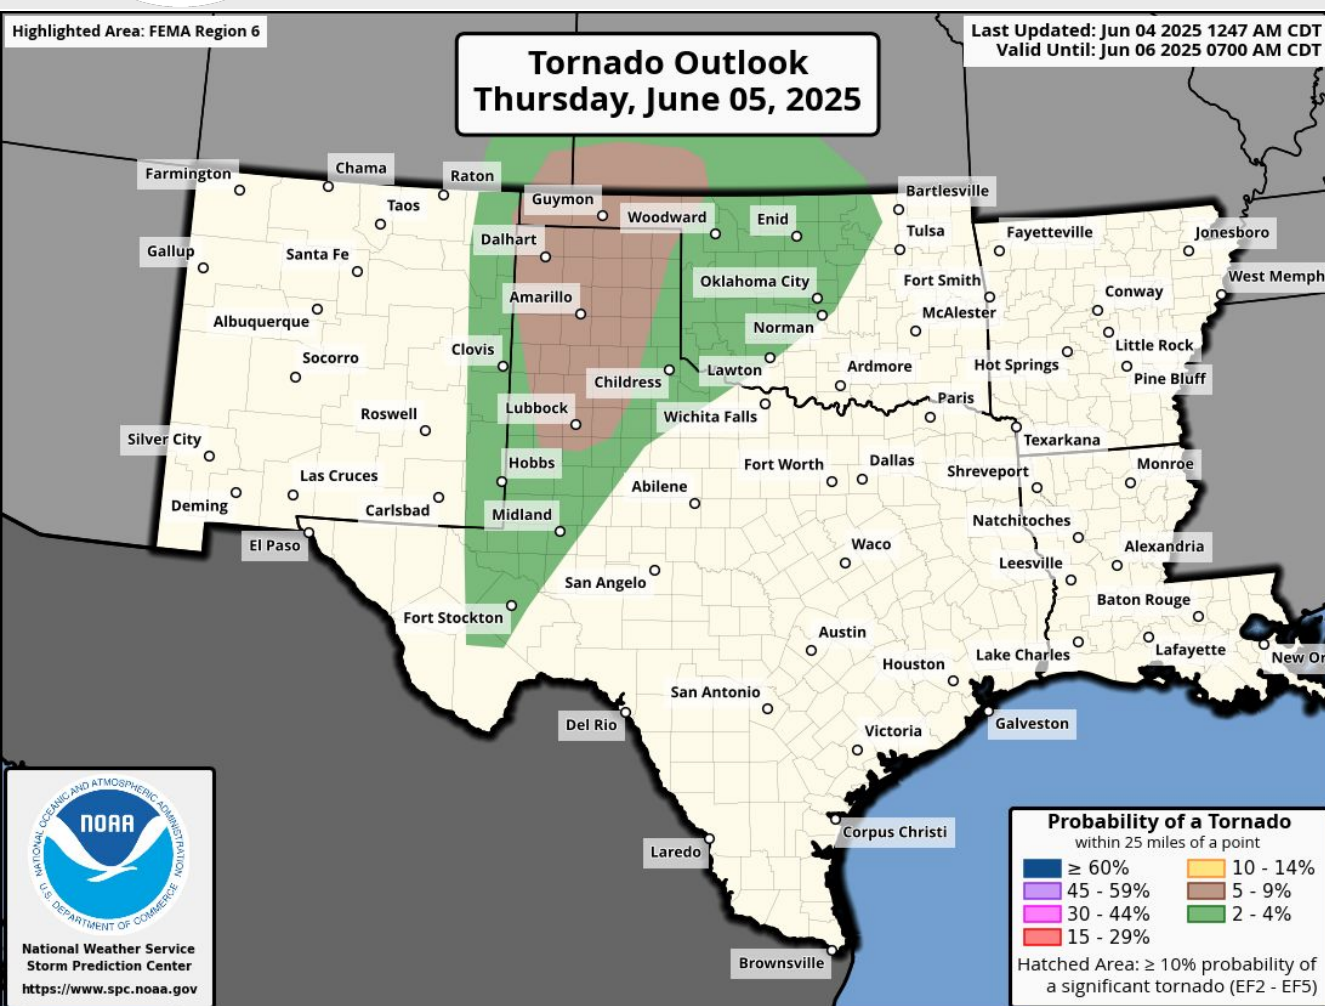 Highlighted Area: FEMA Region 6
Last Updated: Jun 04 2025 1247 AM CDT
Valid Until: Jun 06 2025 0700 AM CDT
Tornado Outlook
Thursday, June 05, 2025
Farmington
Chama
Raton
Taos
Guymon
Woodward
Enid
Bartlesville
Tulsa
Fayetteville
Jonesboro
Gallup
Santa Fe
Dalhart
Oklahoma City
Fort Smith
West Memph
Albuquerque
Amarillo
Norman
McAlester
Conway
Little Rock
Socorro
Clovis
Childress
Lawton
Ardmore
Hot Springs
Pine Bluff
Roswell
Lubbock
Wichita Falls
Paris
Texarkana
Silver City
Las Cruces
Hobbs
Fort Worth
Dallas
Shreveport
Monroe
Deming
Carlsbad
Midland
Abilene
Natchitoches
El Paso
Waco
Alexandria
San Angelo
Leesville
Fort Stockton
Baton Rouge
Austin
Lake Charles
Lafayette
New Or
Houston
San Antonio
Del Rio
Galveston
Victoria
Corpus Christi
Laredo
Brownsville
NATIONAL OCEANIC AND ATMOSPHERIC ADMINISTRATION
NOAA
U.S. DEPARTMENT OF COMMERCE
National Weather Service
Storm Prediction Center
https://www.spc.noaa.gov
Probability of a Tornado
within 25 miles of a point
≥ 60%
10 - 14%
45 - 59%
5 - 9%
30 - 44%
2 - 4%
15 - 29%
Hatched Area: ≥ 10% probability of
a significant tornado (EF2 - EF5)